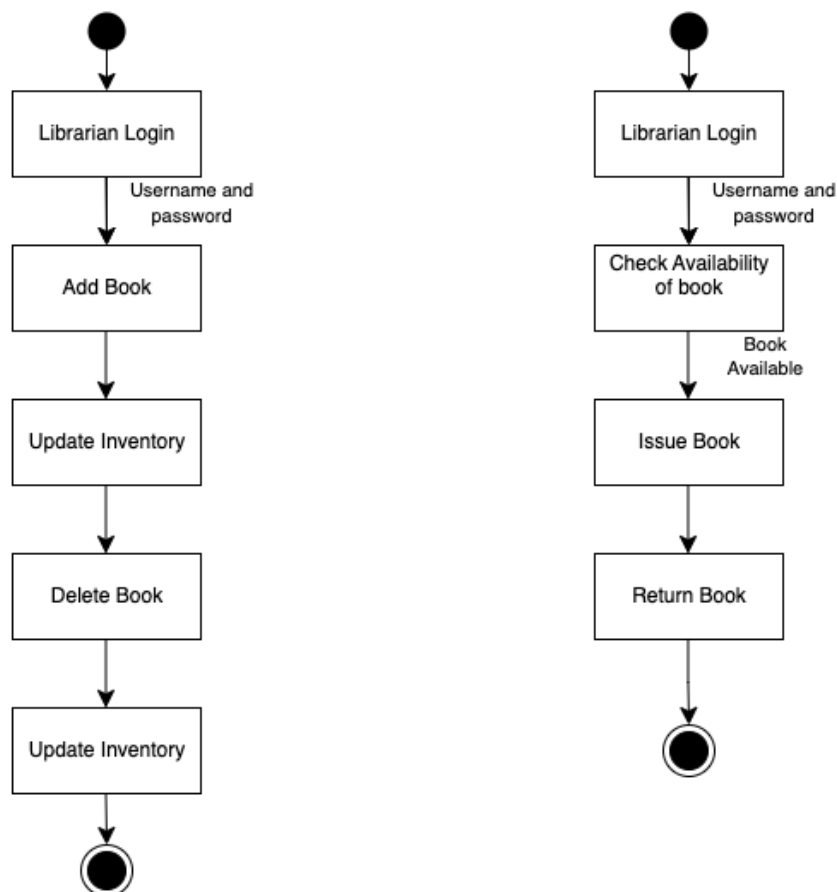 Librarian Login
Username and
password
Add Book
Update Inventory
Delete Book
Update Inventory
Librarian Login
Username and
password
Check Availability
of book
Book
Available
Issue Book
Return Book